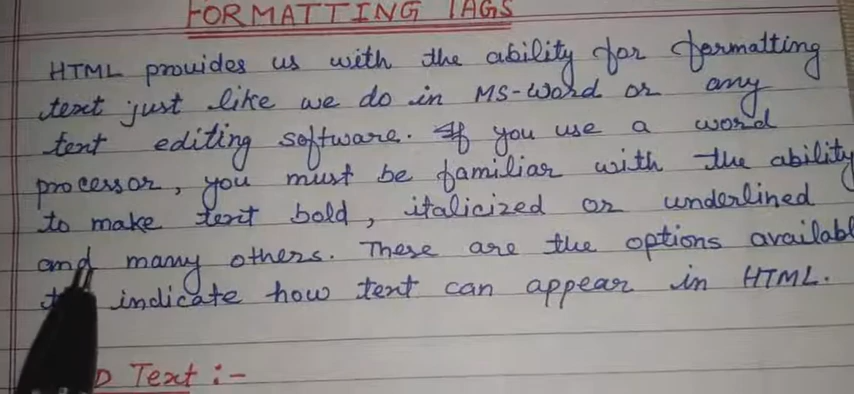 FORMATTING TAGS
HTML provides us with the ability for formatting
text just like we do in MS-Word or any
text editing software. If you use a word
processor, you must be familiar with the ability
to make text bold, italicized or underlined
and many others. These are the options availabl
indicate how text can appear in HTML.
D Text :-